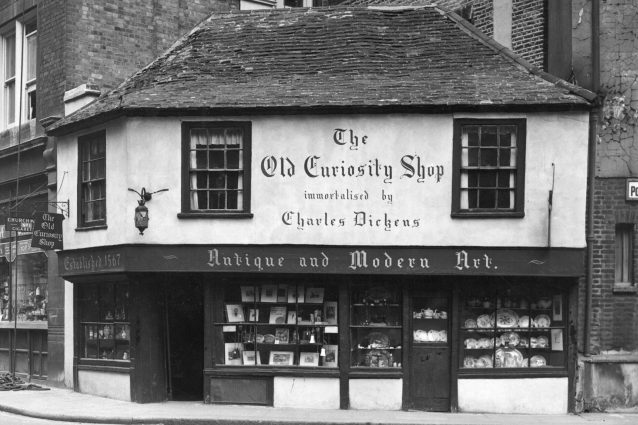 The
Old Curiosity Shop
immortalised by
Charles Dickens
Established 1567
Antique and Modern Art.
The
Old
Curiosity
Shop